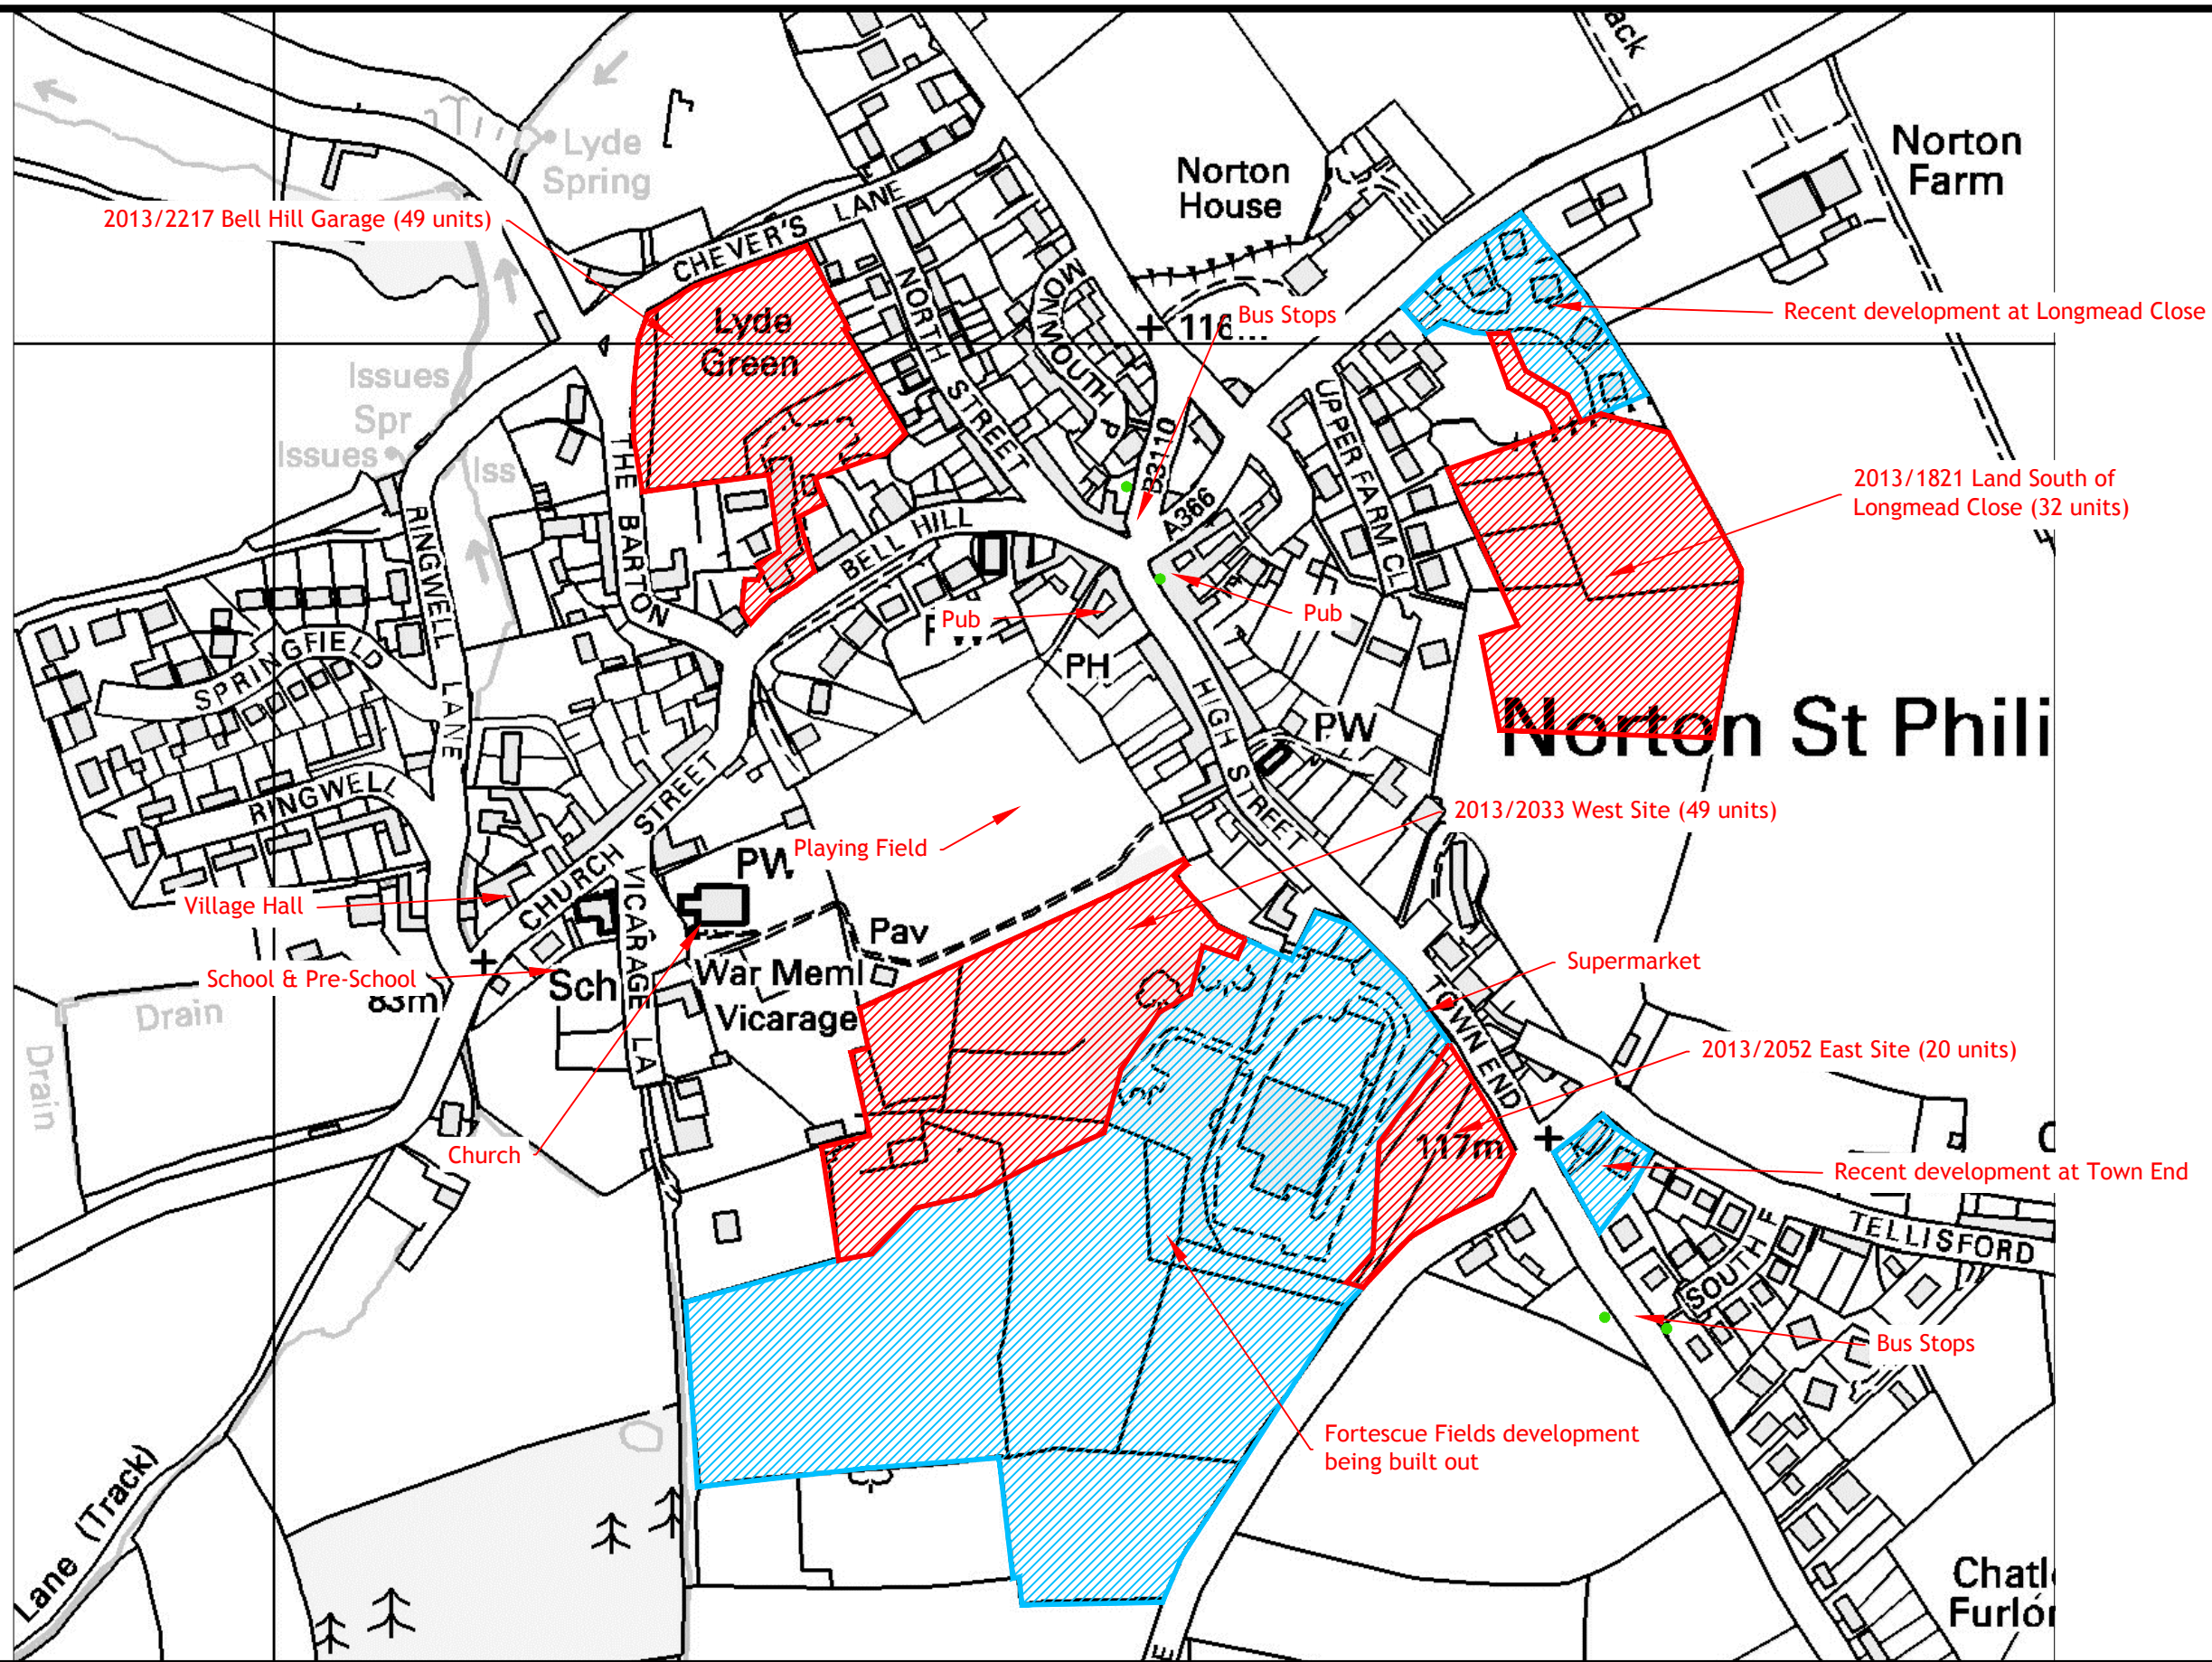 ack
Norton
Farm
Lyde
Spring
Norton
House
2013/2217 Bell Hill Garage (49 units)
CHEVER'S LANE
NORTH
STREET
MONMOUTH
P
Bus Stops
116...
Recent development at Longmead Close
Lyde
Green
Issues
Spr
Issues
Iss
THE BARTON
UPPER FARM CL
B3110
A366
2013/1821 Land South of
Longmead Close (32 units)
RINGWELL LANE
BELL HILL
Pub
Pub
PH
SPRINGFIELD
HIGH STREET
PW
Norton St Phili
RINGWELL
CHURCH STREET
2013/2033 West Site (49 units)
Playing Field
PW
VICARAGE LA
Village Hall
Pav
War Meml
Vicarage
Supermarket
School & Pre-School
Sch
83m
Drain
Drain
TOWN END
2013/2052 East Site (20 units)
117m
Church
Recent development at Town End
TELLISFORD
SOUTHF
Bus Stops
Fortescue Fields development
being built out
Lane (Track)
Chatl
Furlon